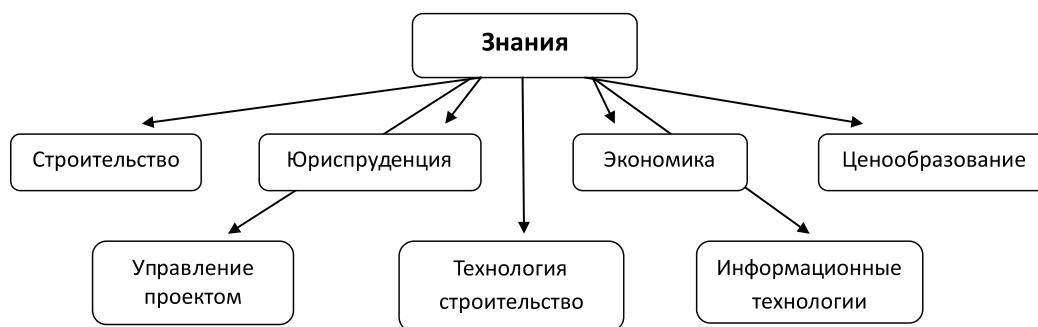 Знания
Строительство
Юриспруденция
Экономика
Ценообразование
Управление
проектом
Технология
строительство
Информационные
технологии